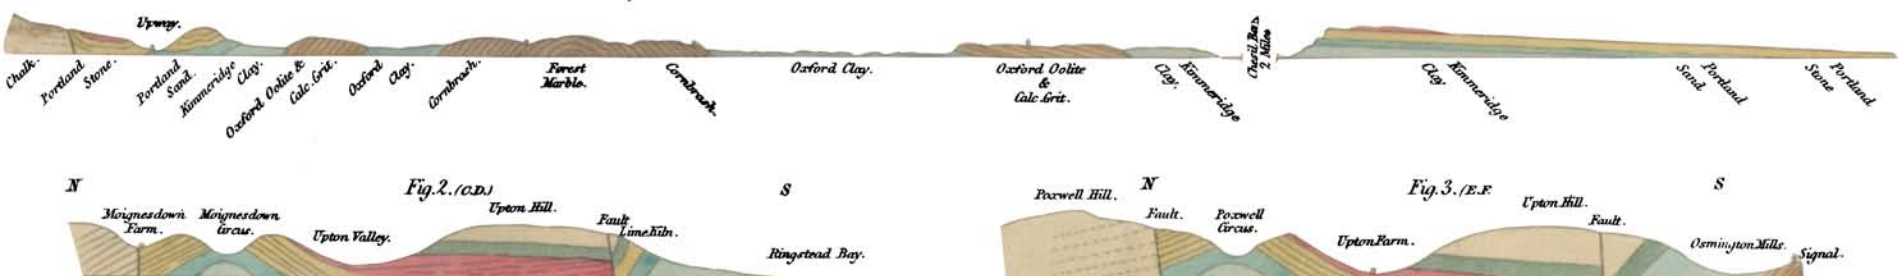 Upway.
Chesil Bank
2 Miles
Chalk.
Portland
Stone.
Portland
Sand.
Kimmeridge
Clay.
Oxford Oolite &
Calc. Grit.
Oxford
Clay.
Cornbrash.
Forest
Marble.
Cornbrash.
Oxford Clay.
Oxford Oolite
&
Calc. Grit.
Clay.
Kimmeridge
Clay
Kimmeridge
Sand
Portland
Stone
Portland
N
Fig. 2. (C.D.)
S
Moignesdown
Farm.
Moignesdown
Circus.
Upton Valley.
Upton Hill.
Fault
Lime Kiln.
Ringstead Bay.
N
Fig. 3. (E.F.
S
Poxwell Hill.
Fault.
Poxwell
Circus.
Upton Farm.
Upton Hill.
Fault.
Osmington Mills.
Signal.